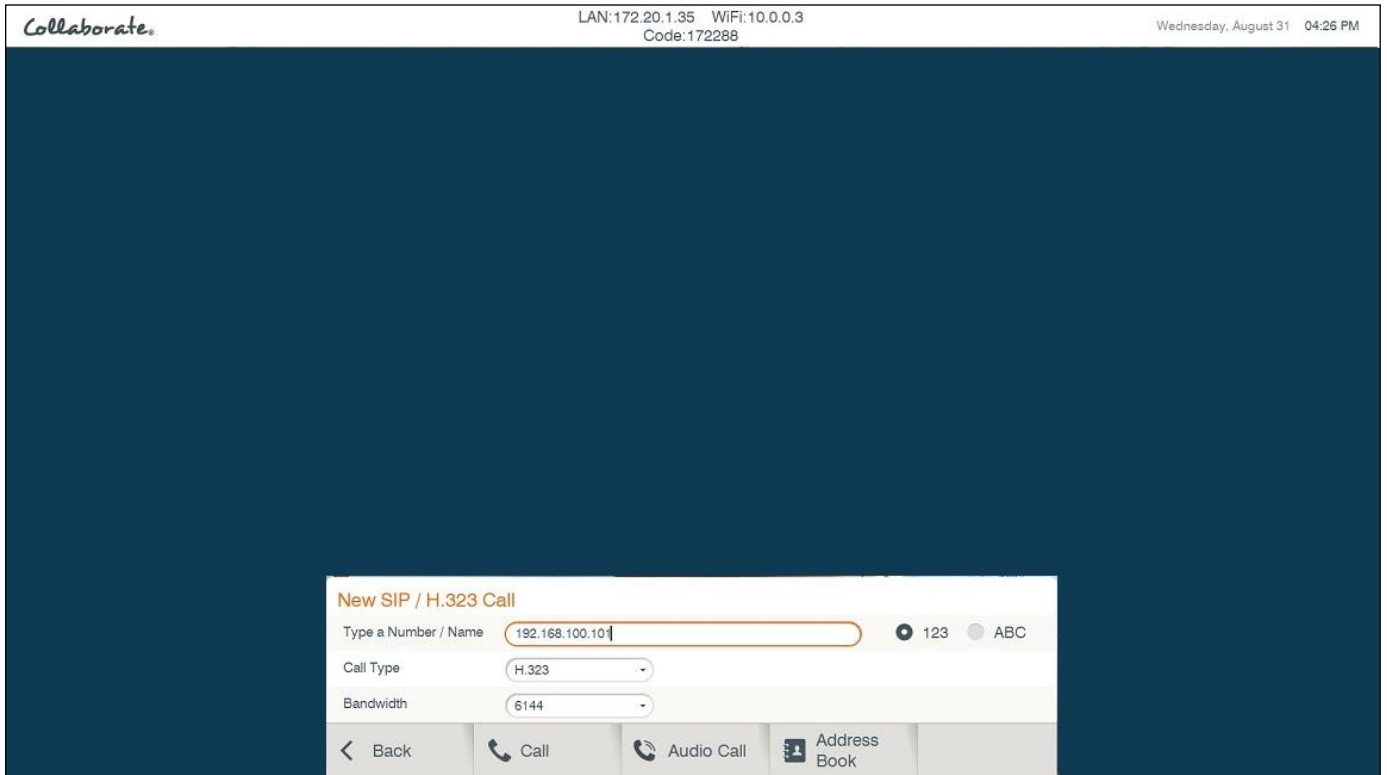 Collaborate®
LAN:172.20.1.35 WiFi:10.0.0.3
Code:172288
Wednesday, August 31 04:26 PM
New SIP / H.323 Call
Type a Number / Name 192.168.100.101 123 ABC
Call Type H.323
Bandwidth 6144
Back Call Audio Call Address
Book